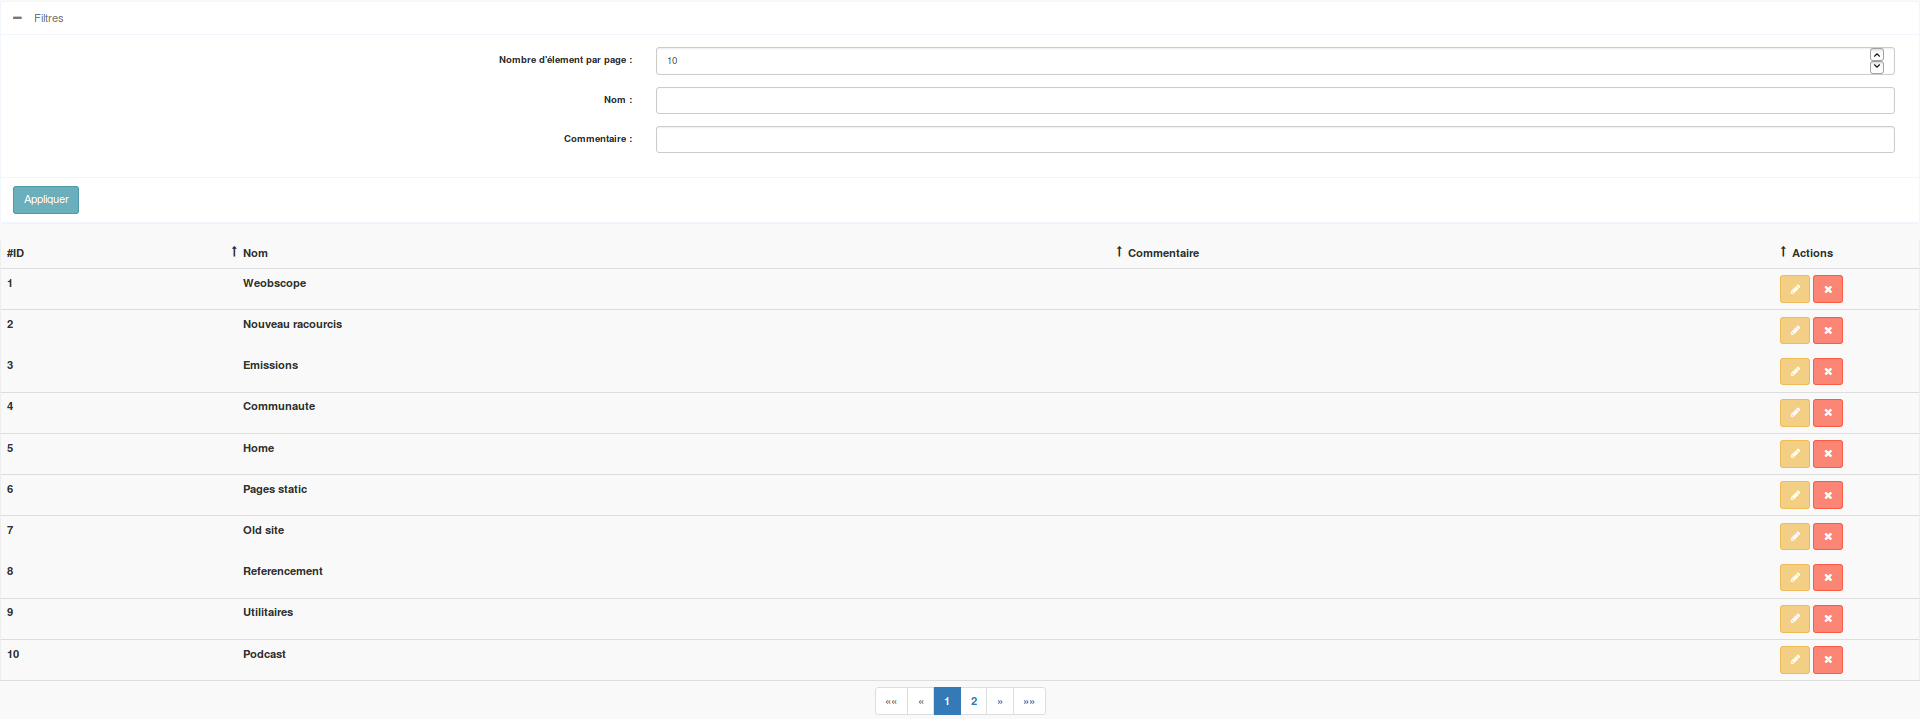 Filtres
Nombre d'élement par page : 10
Nom :
Commentaire :
Appliquer
#ID Nom Commentaire Actions
1 Weobscope
2 Nouveau racourcis
3 Emissions
4 Communaute
5 Home
6 Pages static
7 Old site
8 Referencement
9 Utilitaires
10 Podcast
«« « 1 2 » »»